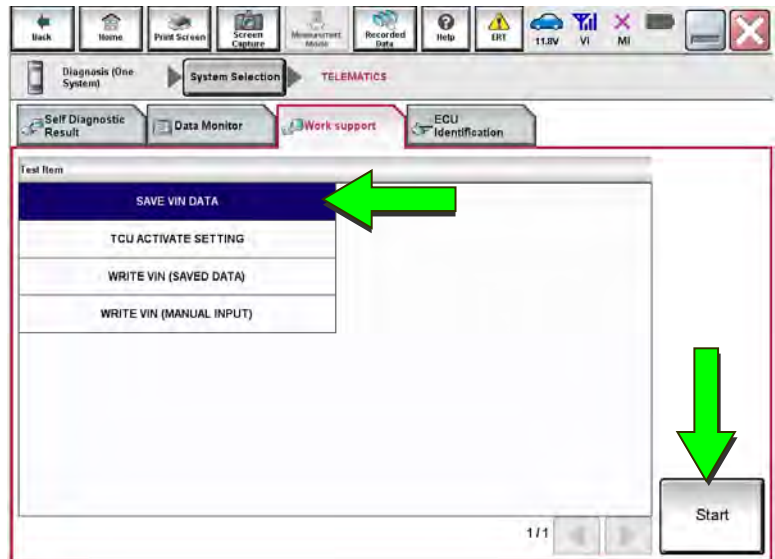 Back Home Print Screen Screen Capture Measurement Mode Recorded Data Help ERT 11.8V VI MI
Diagnosis (One System) System Selection TELEMATICS
Self Diagnostic Result Data Monitor Work support ECU Identification
Test Item
SAVE VIN DATA
TCU ACTIVATE SETTING
WRITE VIN (SAVED DATA)
WRITE VIN (MANUAL INPUT)
Start
1/1